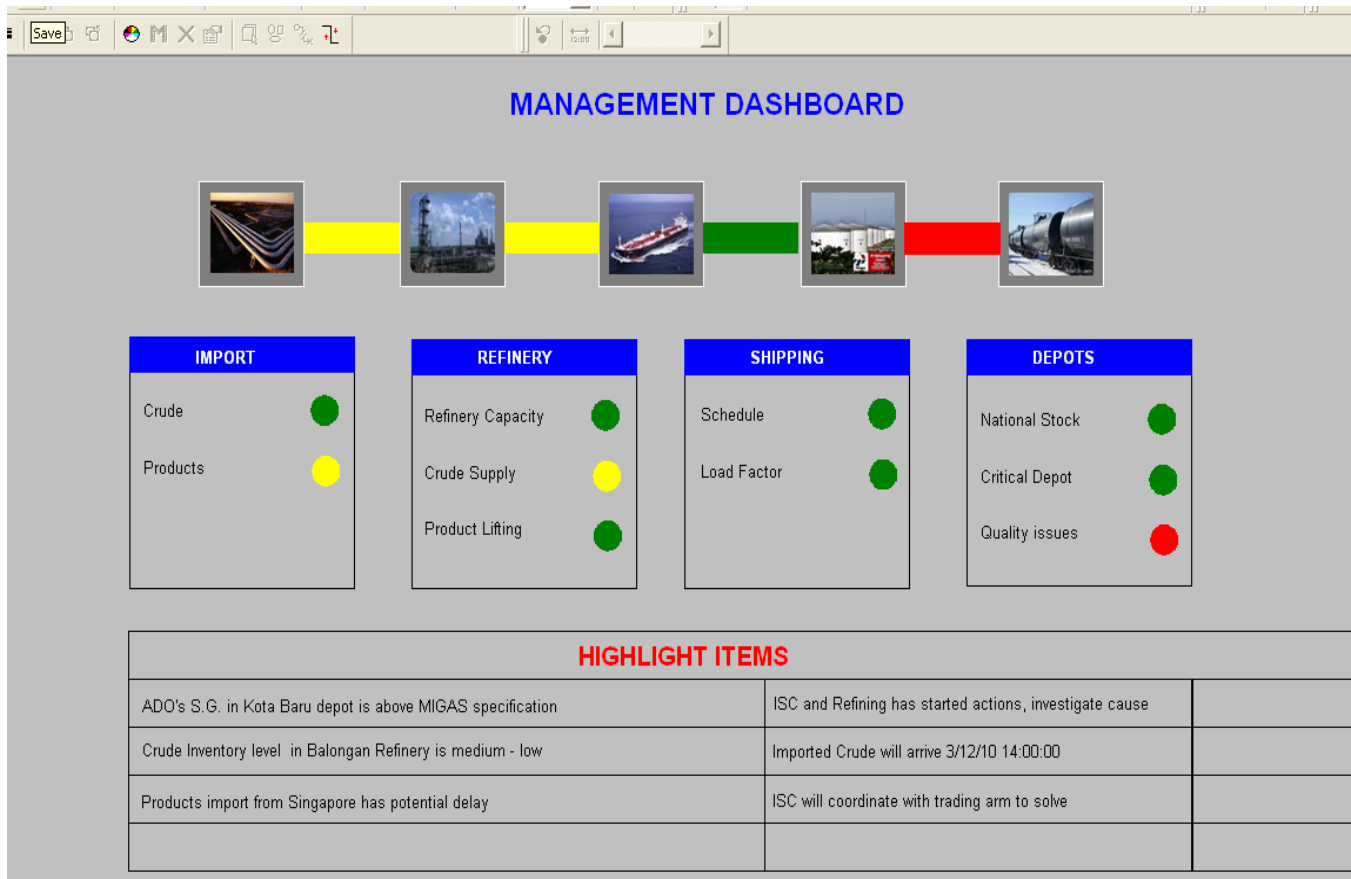 Save
12:00
MANAGEMENT DASHBOARD
IMPORT
Crude
Products
REFINERY
Refinery Capacity
Crude Supply
Product Lifting
SHIPPING
Schedule
Load Factor
DEPOTS
National Stock
Critical Depot
Quality issues
HIGHLIGHT ITEMS
ADO's S.G. in Kota Baru depot is above MIGAS specification
ISC and Refining has started actions, investigate cause
Crude Inventory level in Balongan Refinery is medium - low
Imported Crude will arrive 3/12/10 14:00:00
Products import from Singapore has potential delay
ISC will coordinate with trading arm to solve